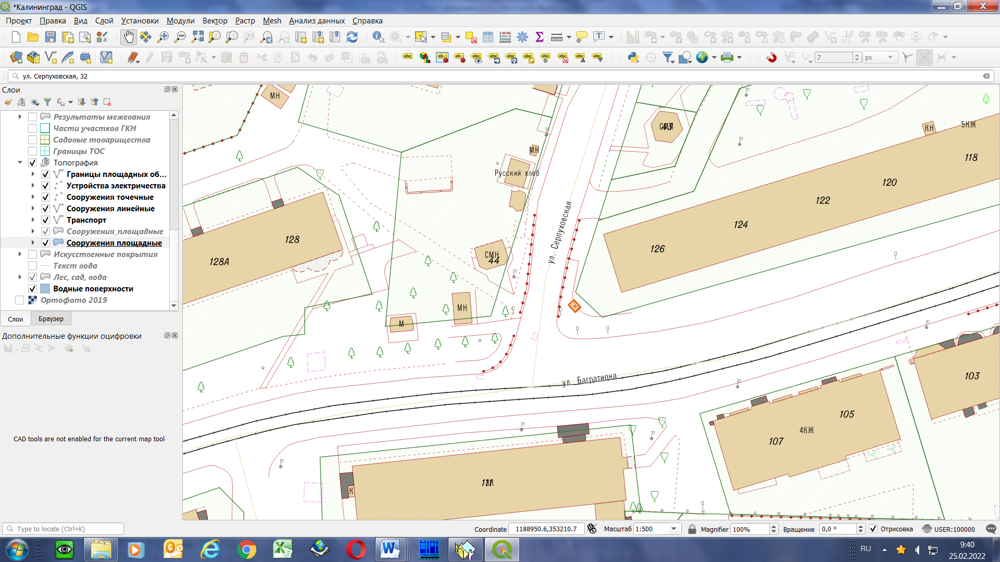 *Калининград - QGIS
Проект Правка Вид Слой Установки Модули Вектор Растр Mesh Анализ данных Справка
7 px
ул. Серпуховская, 32
Слои
Результаты межевания
Части участков ГКН
Садовые товарищества
Границы ТОС
Топография
Границы площадных об...
Устройства электричества
Сооружения точечные
Сооружения линейные
Транспорт
Сооружения_площадные
Сооружения площадные
Искусственные покрытия
Текст вода
Лес, сад, вода
Водные поверхности
Ортофото 2019
Слои Браузер
Дополнительные функции оцифровки
CAD tools are not enabled for the current map tool
МН
КН
5КЖ
МН
118
Русский хлеб
120
122
124
ул. Серпуховская
128
126
128А
СМН
44
МН
М
ул. Багратиона
103
105
4КЖ
107
К
Type to locate (Ctrl+K)
Coordinate 1188950.6,353210.7 Масштаб 1:500 Magnifier 100% Вращение 0,0 ° Отрисовка USER:100000
RU
9:40
25.02.2022